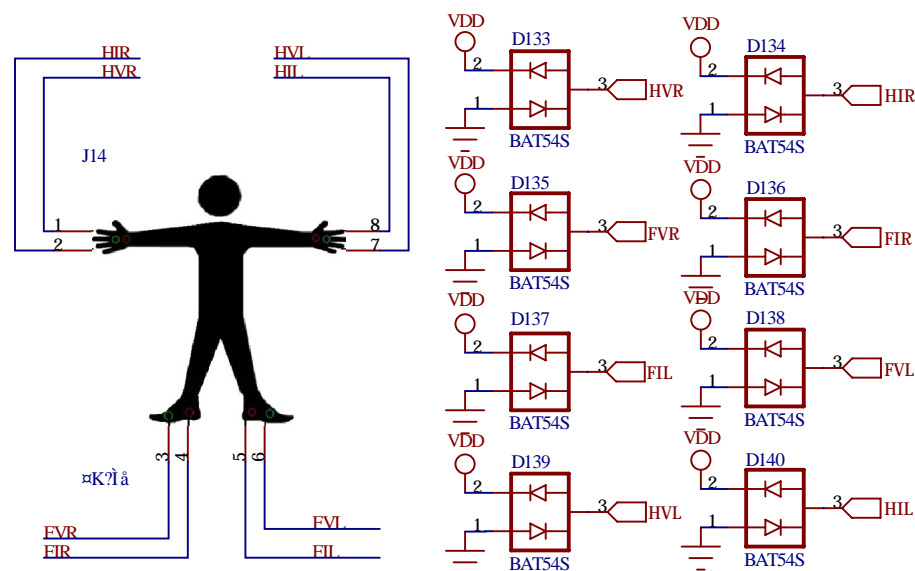 HIR
HVR
HVL
HIL
J14
1
2
8
7
3
4
5
6
¤K?Ìå
FVR
FIR
FVL
FIL
VDD
D133
2
1
3
HVR
BAT54S
VDD
D134
2
1
3
HIR
BAT54S
VDD
D135
2
1
3
FVR
BAT54S
VDD
D136
2
1
3
FIR
BAT54S
VDD
D137
2
1
3
FIL
BAT54S
VDD
D138
2
1
3
FVL
BAT54S
VDD
D139
2
1
3
HVL
BAT54S
VDD
D140
2
1
3
HIL
BAT54S